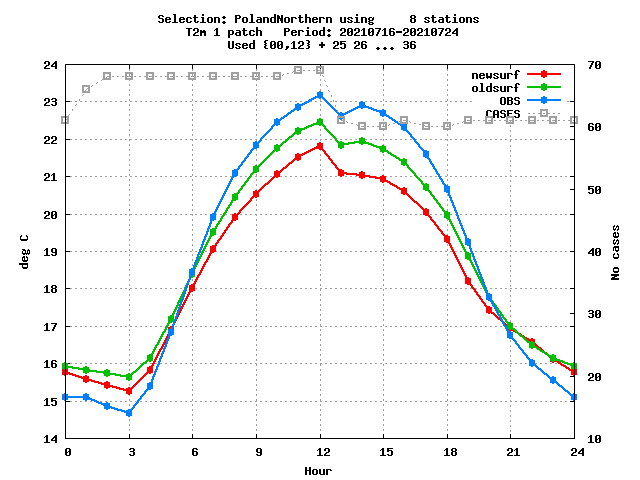 Selection: PolandNorthern using     8 stations
T2m 1 patch   Period: 20210716-20210724
Used {00,12} + 25 26 ... 36
newsurf
oldsurf
OBS
CASES
24
23
22
21
20
19
18
17
16
15
14
deg C
70
60
50
40
30
20
10
No cases
0 3 6 9 12 15 18 21 24
Hour